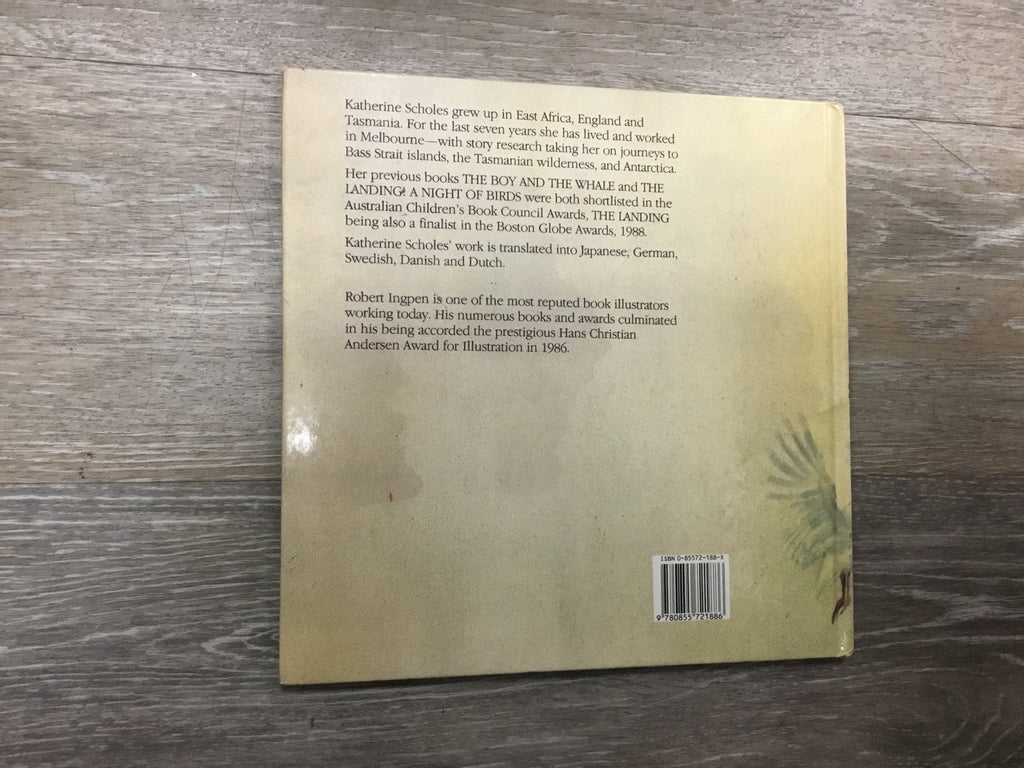 Katherine Scholes grew up in East Africa, England and
Tasmania. For the last seven years she has lived and worked
in Melbourne—with story research taking her on journeys to
Bass Strait islands, the Tasmanian wilderness, and Antarctica.
Her previous books THE BOY AND THE WHALE and THE
LANDING: A NIGHT OF BIRDS were both shortlisted in the
Australian Children's Book Council Awards, THE LANDING
being also a finalist in the Boston Globe Awards, 1988.
Katherine Scholes' work is translated into Japanese, German,
Swedish, Danish and Dutch.
Robert Ingpen is one of the most reputed book illustrators
working today. His numerous books and awards culminated
in his being accorded the prestigious Hans Christian
Andersen Award for Illustration in 1986.
ISBN 0-85572-188-X
9 780855 721886